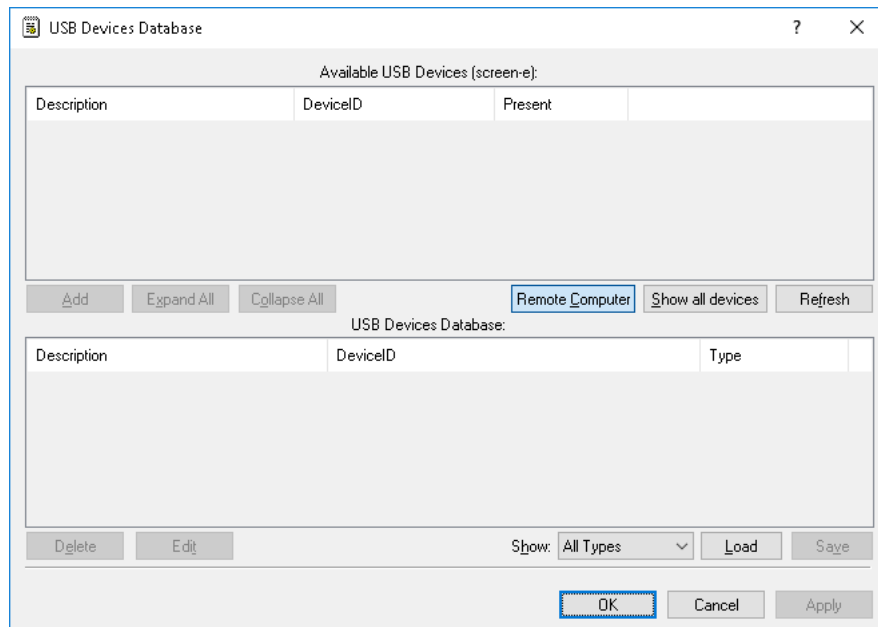 USB Devices Database ?
Available USB Devices (screen-e):
Description DeviceID Present
Add Expand All Collapse All Remote Computer Show all devices Refresh
USB Devices Database:
Description DeviceID Type
Delete Edit Show: All Types Load Save
OK Cancel Apply